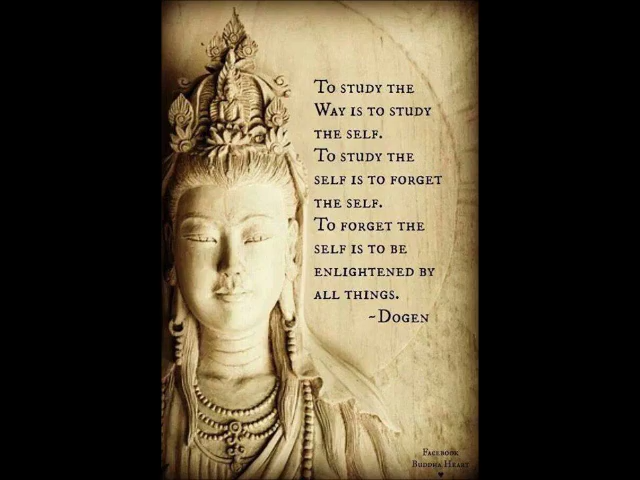 To study the
Way is to study
the self.
To study the
self is to forget
the self.
To forget the
self is to be
enlightened by
all things.
~Dogen
Facebook
Buddha Heart